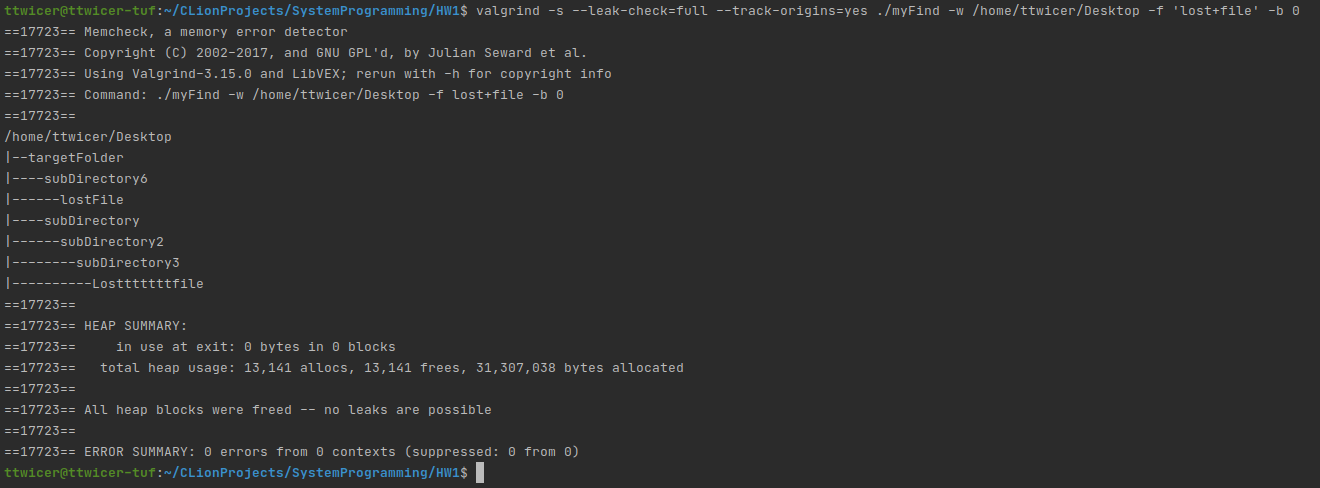 ttwicer@ttwicer-tuf:~/CLionProjects/SystemProgramming/HW1$ valgrind -s --leak-check=full --track-origins=yes ./myFind -w /home/ttwicer/Desktop -f 'lost+file' -b 0
==17723== Memcheck, a memory error detector
==17723== Copyright (C) 2002-2017, and GNU GPL'd, by Julian Seward et al.
==17723== Using Valgrind-3.15.0 and LibVEX; rerun with -h for copyright info
==17723== Command: ./myFind -w /home/ttwicer/Desktop -f lost+file -b 0
==17723==
/home/ttwicer/Desktop
|--targetFolder
|----subDirectory6
|------lostFile
|----subDirectory
|------subDirectory2
|--------subDirectory3
|----------Lostttttttfile
==17723==
==17723== HEAP SUMMARY:
==17723==     in use at exit: 0 bytes in 0 blocks
==17723==   total heap usage: 13,141 allocs, 13,141 frees, 31,307,038 bytes allocated
==17723==
==17723== All heap blocks were freed -- no leaks are possible
==17723==
==17723== ERROR SUMMARY: 0 errors from 0 contexts (suppressed: 0 from 0)
ttwicer@ttwicer-tuf:~/CLionProjects/SystemProgramming/HW1$